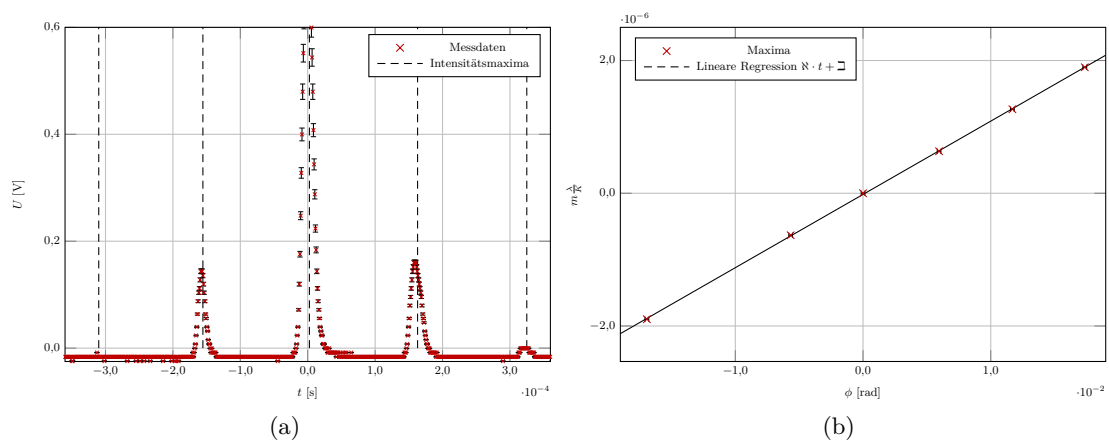 0,6
0,4
0,2
0,0
U [V]
Messdaten
Intensitätsmaxima
−3,0
−2,0
−1,0
0,0
1,0
2,0
3,0
·10⁻⁴
t [s]
(a)
·10⁻⁶
2,0
0,0
−2,0
m λ/K
Maxima
Lineare Regression ℵ · t + ℶ
−1,0
0,0
1,0
·10⁻²
ϕ [rad]
(b)